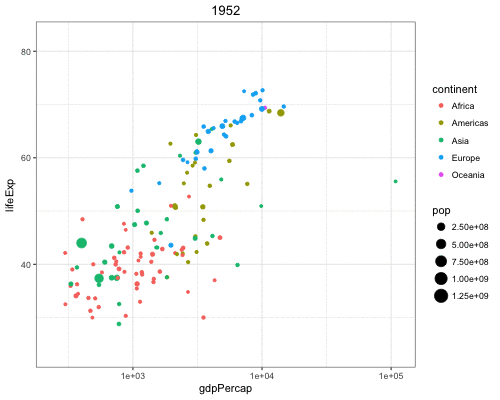 1952
80
60
40
lifeExp
1e+03 1e+04 1e+05
gdpPercap
continent
Africa
Americas
Asia
Europe
Oceania
pop
2.50e+08
5.00e+08
7.50e+08
1.00e+09
1.25e+09